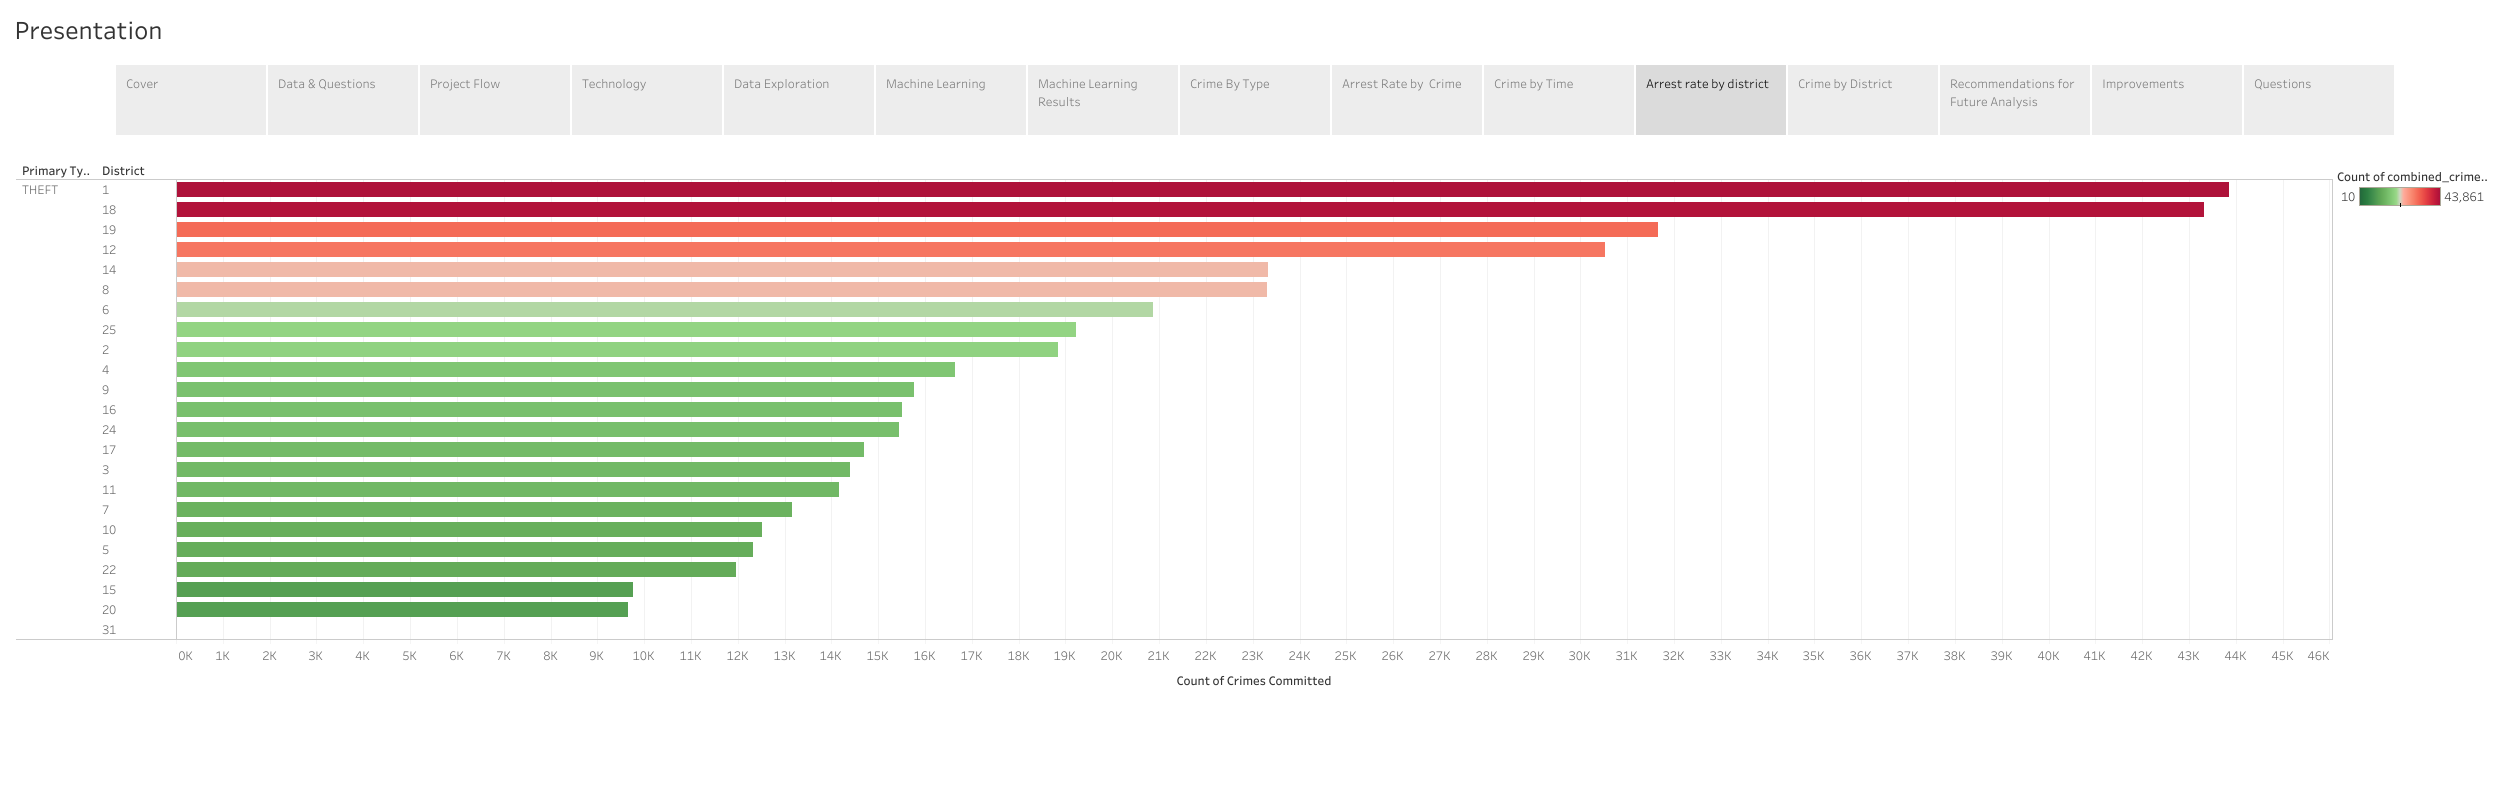 Presentation
Cover
Data & Questions
Project Flow
Technology
Data Exploration
Machine Learning
Machine Learning
Results
Crime By Type
Arrest Rate by  Crime
Crime by Time
Arrest rate by district
Crime by District
Recommendations for
Future Analysis
Improvements
Questions
Primary Ty.. District
Count of combined_crime..
10 43,861
THEFT 1
18
19
12
14
8
6
25
2
4
9
16
24
17
3
11
7
10
5
22
15
20
31
0K 1K 2K 3K 4K 5K 6K 7K 8K 9K 10K 11K 12K 13K 14K 15K 16K 17K 18K 19K 20K 21K 22K 23K 24K 25K 26K 27K 28K 29K 30K 31K 32K 33K 34K 35K 36K 37K 38K 39K 40K 41K 42K 43K 44K 45K 46K
Count of Crimes Committed